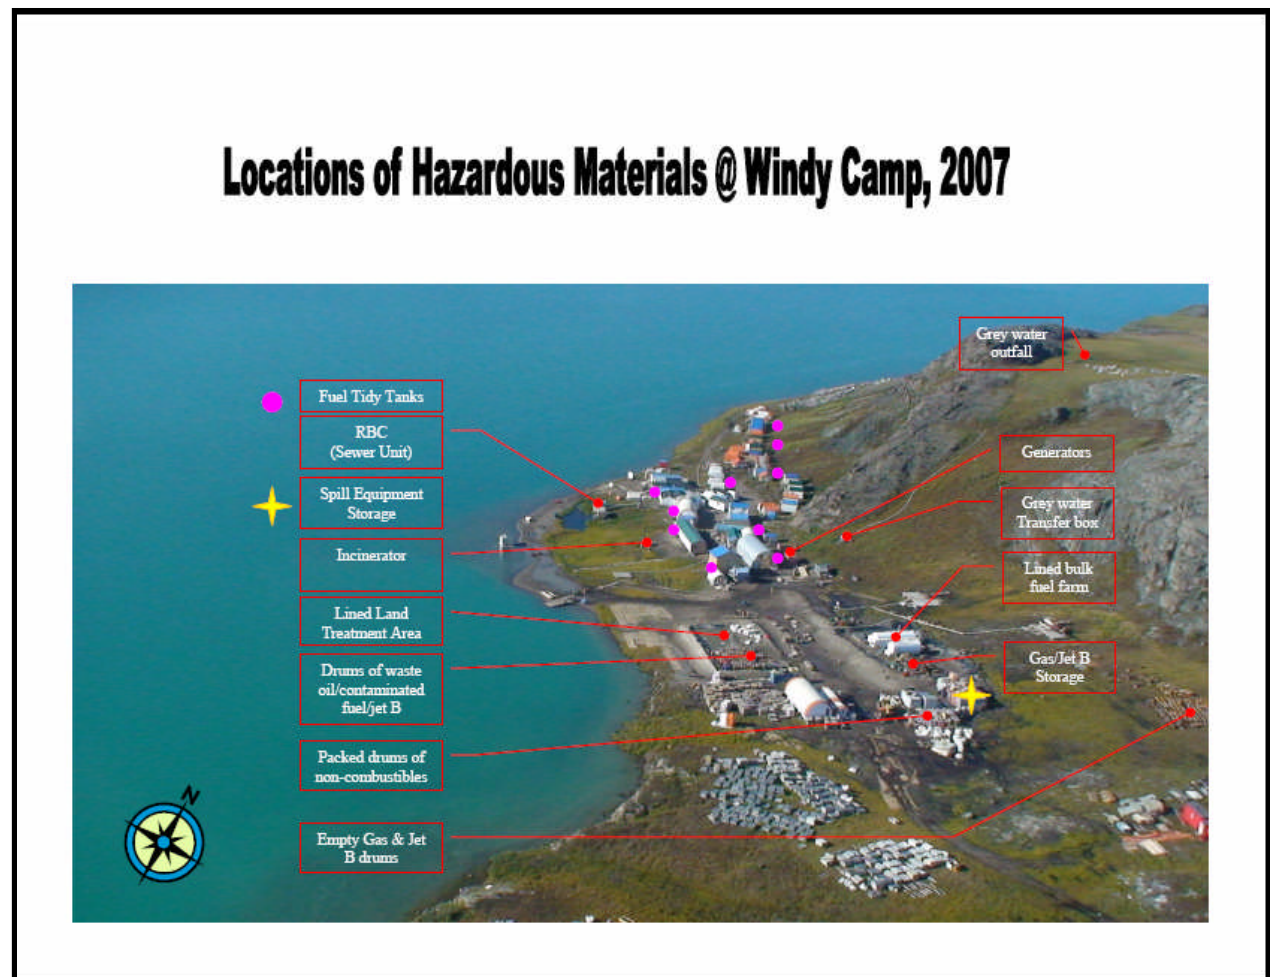 Locations of Hazardous Materials @ Windy Camp, 2007
Grey water
outfall
Fuel Tidy Tanks
RBC
(Sewer Unit)
Spill Equipment
Storage
Incinerator
Lined Land
Treatment Area
Drums of waste
oil/contaminated
fuel/jet B
Packed drums of
non-combustibles
Empty Gas & Jet
B drums
Generators
Grey water
Transfer box
Lined bulk
fuel farm
Gas/Jet B
Storage
N